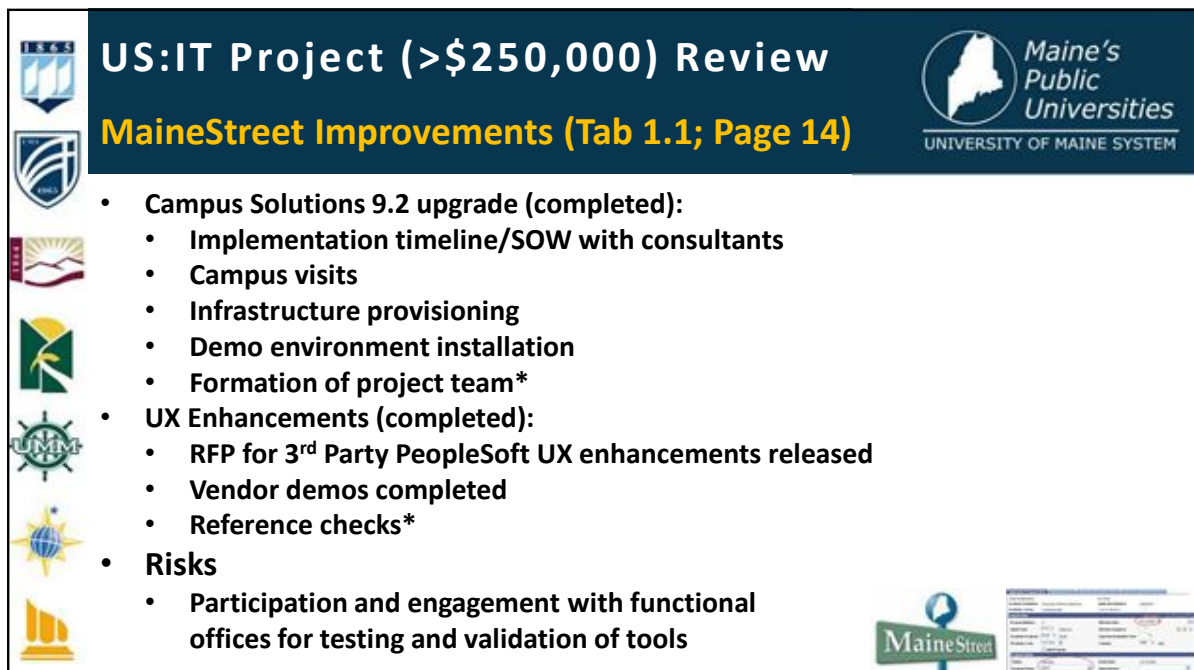 1865
US:IT Project (>$250,000) Review
MaineStreet Improvements (Tab 1.1; Page 14)
Maine's
Public
Universities
UNIVERSITY OF MAINE SYSTEM
• Campus Solutions 9.2 upgrade (completed):
• Implementation timeline/SOW with consultants
• Campus visits
• Infrastructure provisioning
• Demo environment installation
• Formation of project team*
• UX Enhancements (completed):
• RFP for 3rd Party PeopleSoft UX enhancements released
• Vendor demos completed
• Reference checks*
• Risks
• Participation and engagement with functional
offices for testing and validation of tools
UMM
MaineStreet